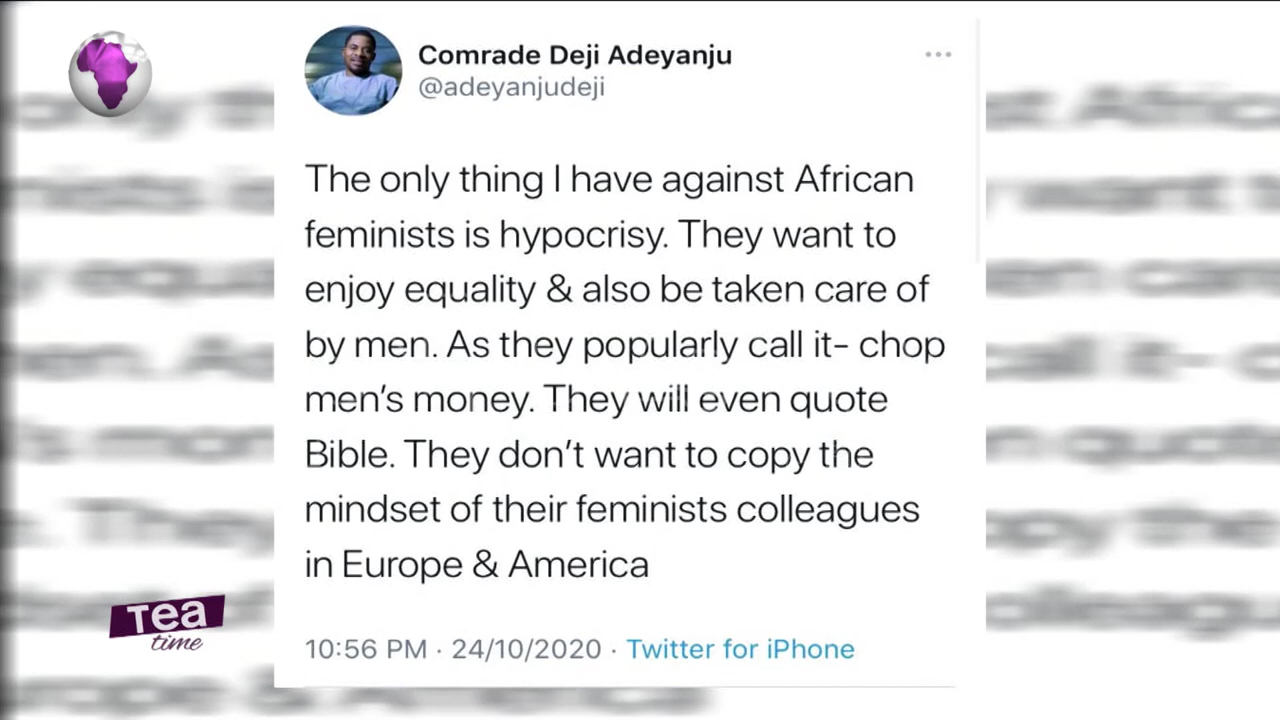 Comrade Deji Adeyanju
@adeyanjudeji
The only thing I have against African
feminists is hypocrisy. They want to
enjoy equality & also be taken care of
by men. As they popularly call it- chop
men's money. They will even quote
Bible. They don't want to copy the
mindset of their feminists colleagues
in Europe & America
10:56 PM · 24/10/2020 · Twitter for iPhone
Tea
time